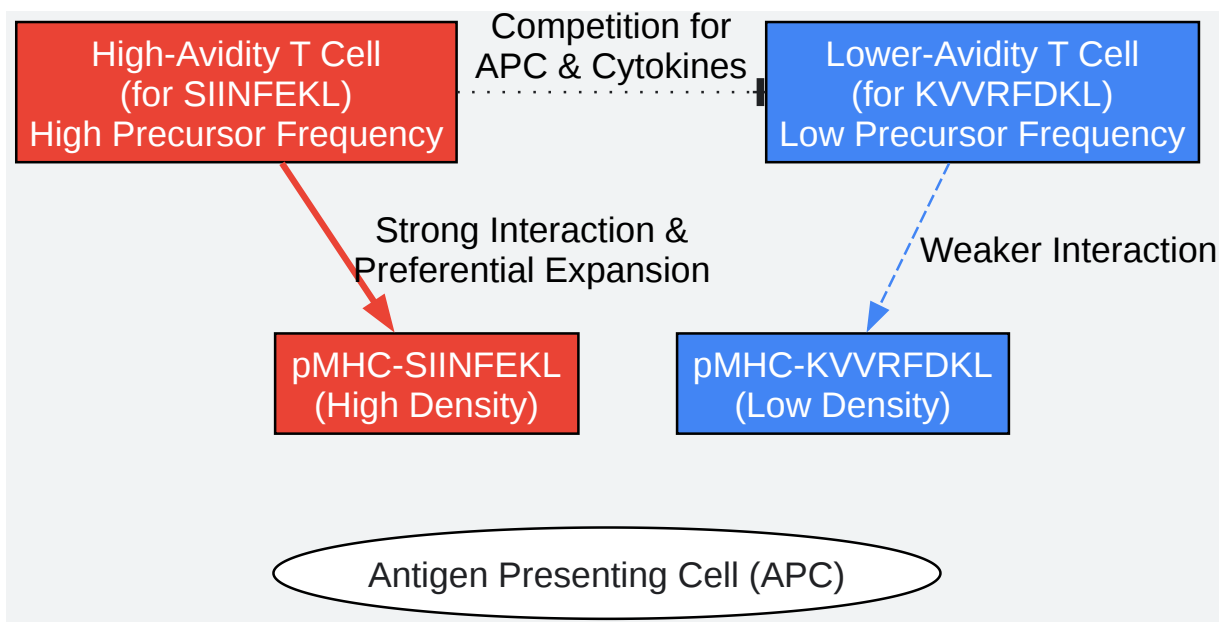 High-Avidity T Cell
(for SIINFEKL)
High Precursor Frequency
Competition for
APC & Cytokines
Lower-Avidity T Cell
(for KVVRFDKL)
Low Precursor Frequency
Strong Interaction &
Preferential Expansion
Weaker Interaction
pMHC-SIINFEKL
(High Density)
pMHC-KVVRFDKL
(Low Density)
Antigen Presenting Cell (APC)